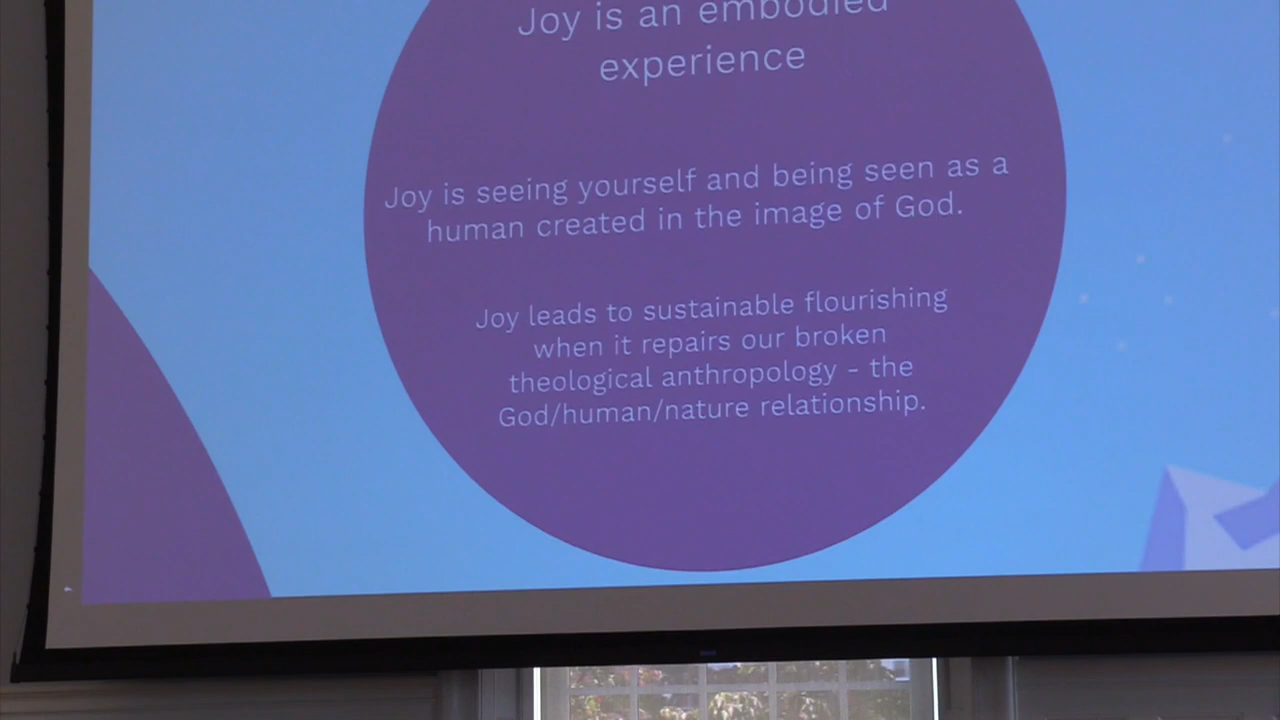 Joy is an embodied
experience
Joy is seeing yourself and being seen as a
human created in the image of God.
Joy leads to sustainable flourishing
when it repairs our broken
theological anthropology - the
God/human/nature relationship.